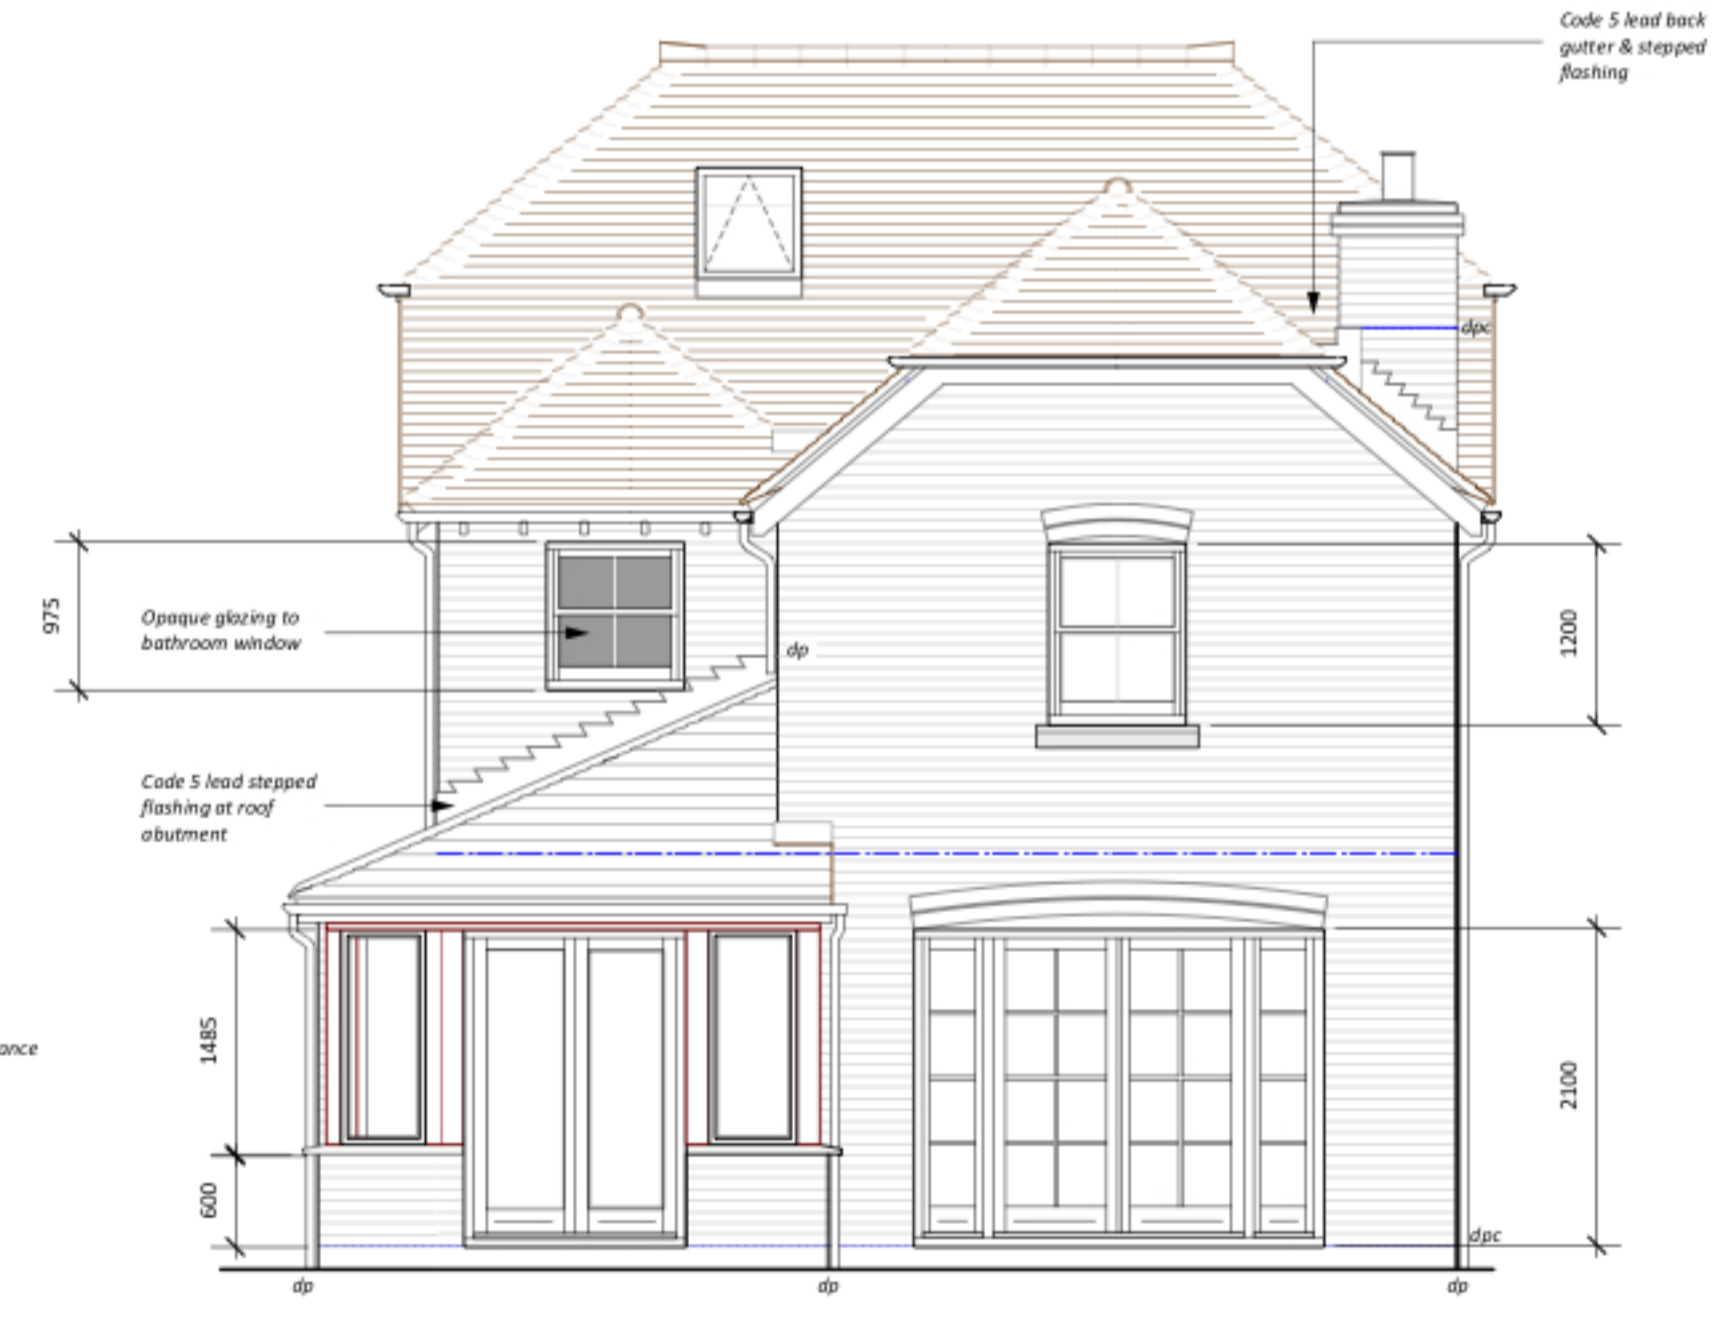 Code 5 lead back
gutter & stepped
flashing
dpc
975
Opaque glazing to
bathroom window
dp
1200
Code 5 lead stepped
flashing at roof
abutment
1485
ance
2100
600
dpc
dp
dp
dp